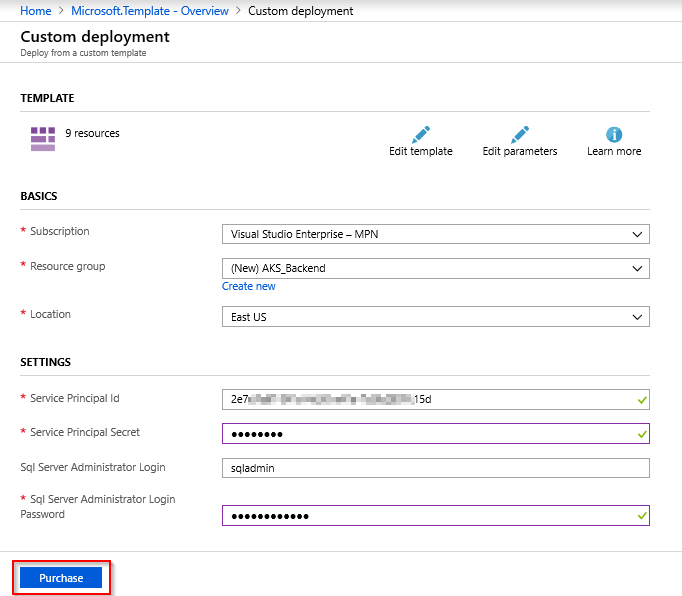 Home > Microsoft.Template - Overview > Custom deployment
Custom deployment
Deploy from a custom template
TEMPLATE
9 resources
Edit template
Edit parameters
Learn more
BASICS
* Subscription
Visual Studio Enterprise – MPN
* Resource group
(New) AKS_Backend
Create new
* Location
East US
SETTINGS
* Service Principal Id
2e7 15d
* Service Principal Secret
●●●●●●●●
Sql Server Administrator Login
sqladmin
* Sql Server Administrator Login
Password
●●●●●●●●●●●●
Purchase